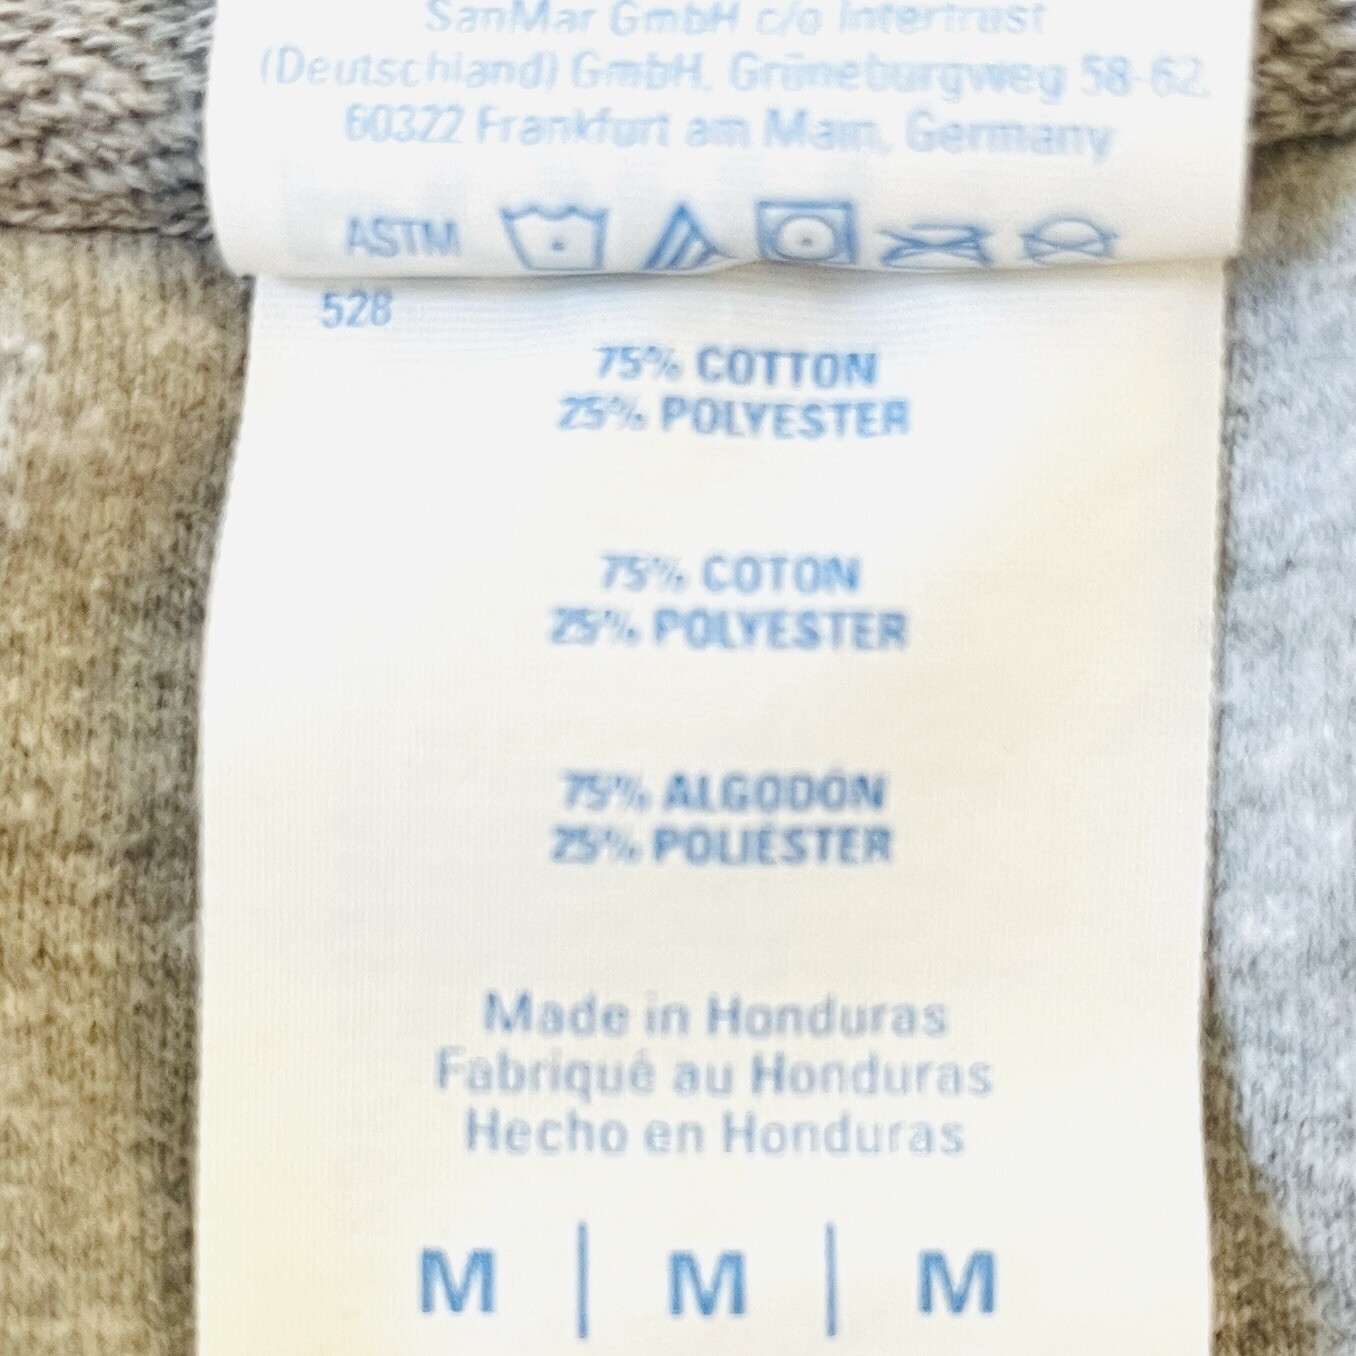 SanMar GmbH c/o Intertrust
(Deutschland) GmbH, Grüneburgweg 58-62,
60322 Frankfurt am Main, Germany
ASTM
528
75% COTTON
25% POLYESTER
75% COTON
25% POLYESTER
75% ALGODÓN
25% POLIÉSTER
Made in Honduras
Fabriqué au Honduras
Hecho en Honduras
M | M | M